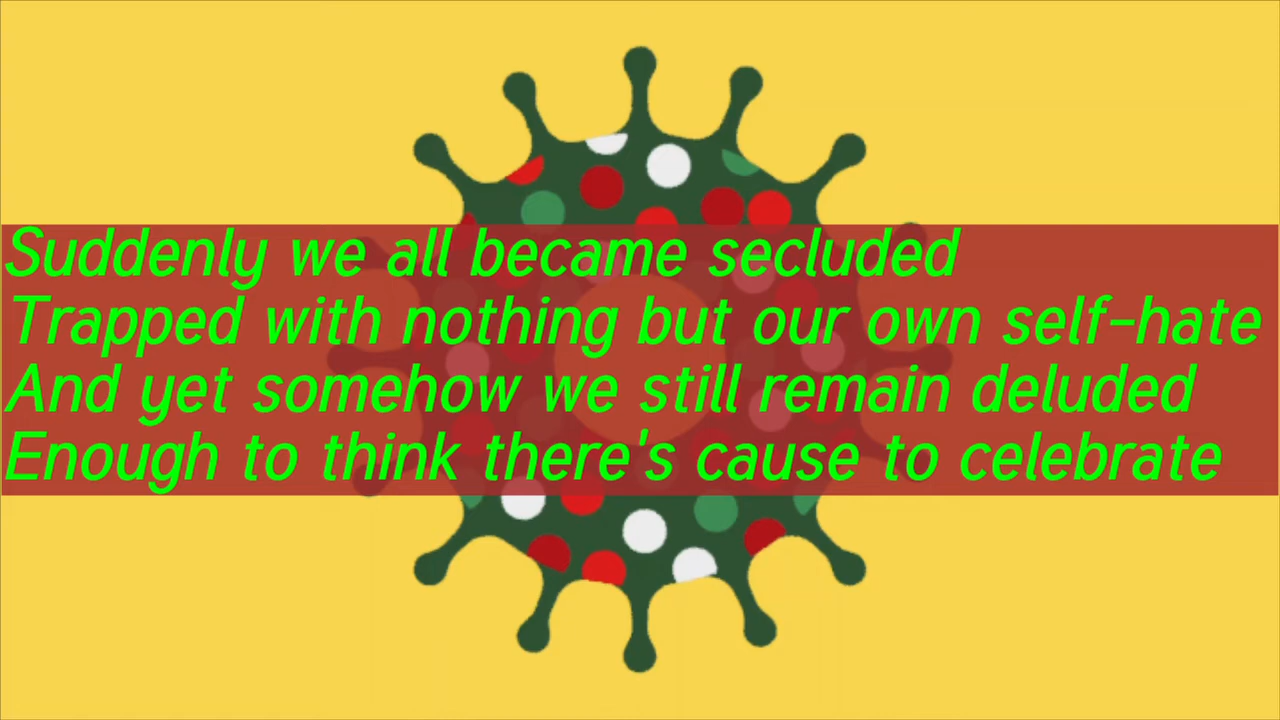 Suddenly we all became secluded
Trapped with nothing but our own self-hate
And yet somehow we still remain deluded
Enough to think there's cause to celebrate